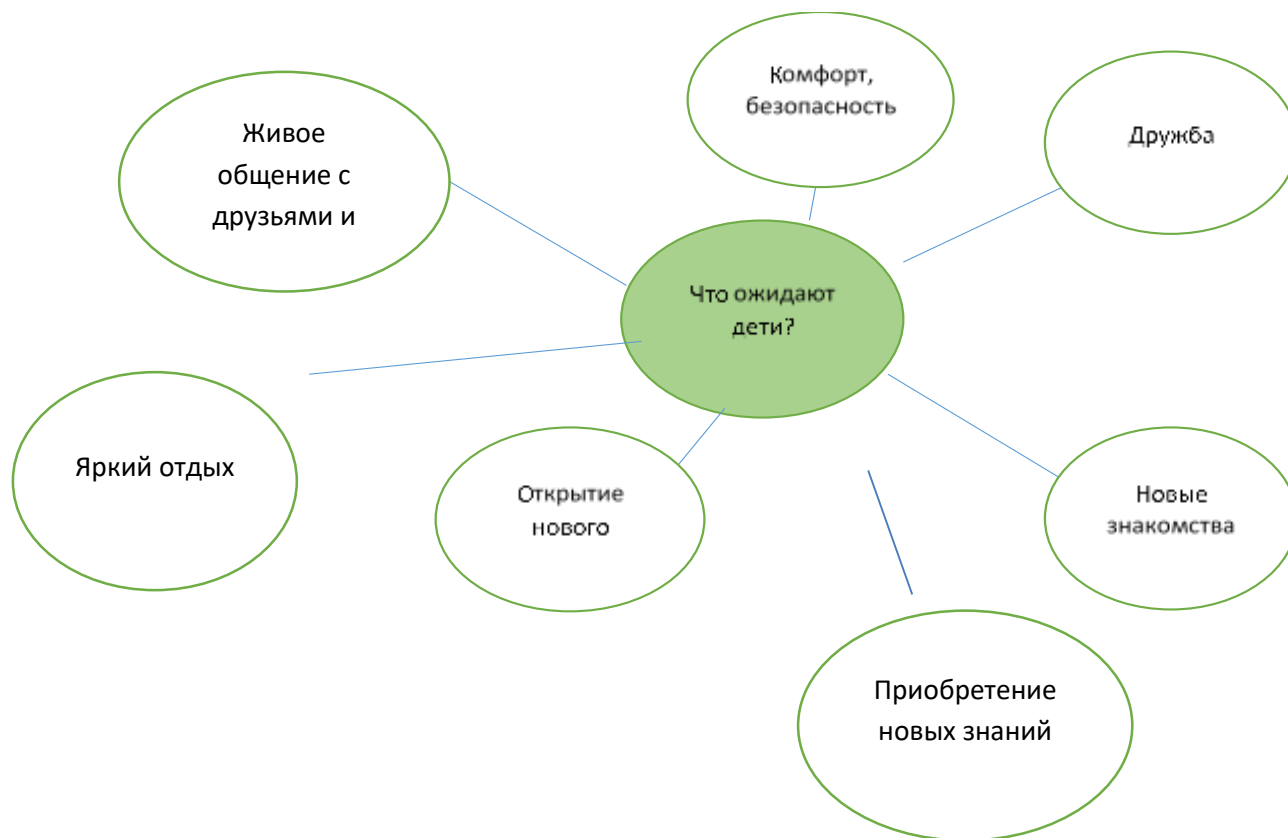 Комфорт,
безопасность
Живое
общение с
друзьями и
Дружба
Что ожидают
дети?
Яркий отдых
Открытие
нового
Новые
знакомства
Приобретение
новых знаний